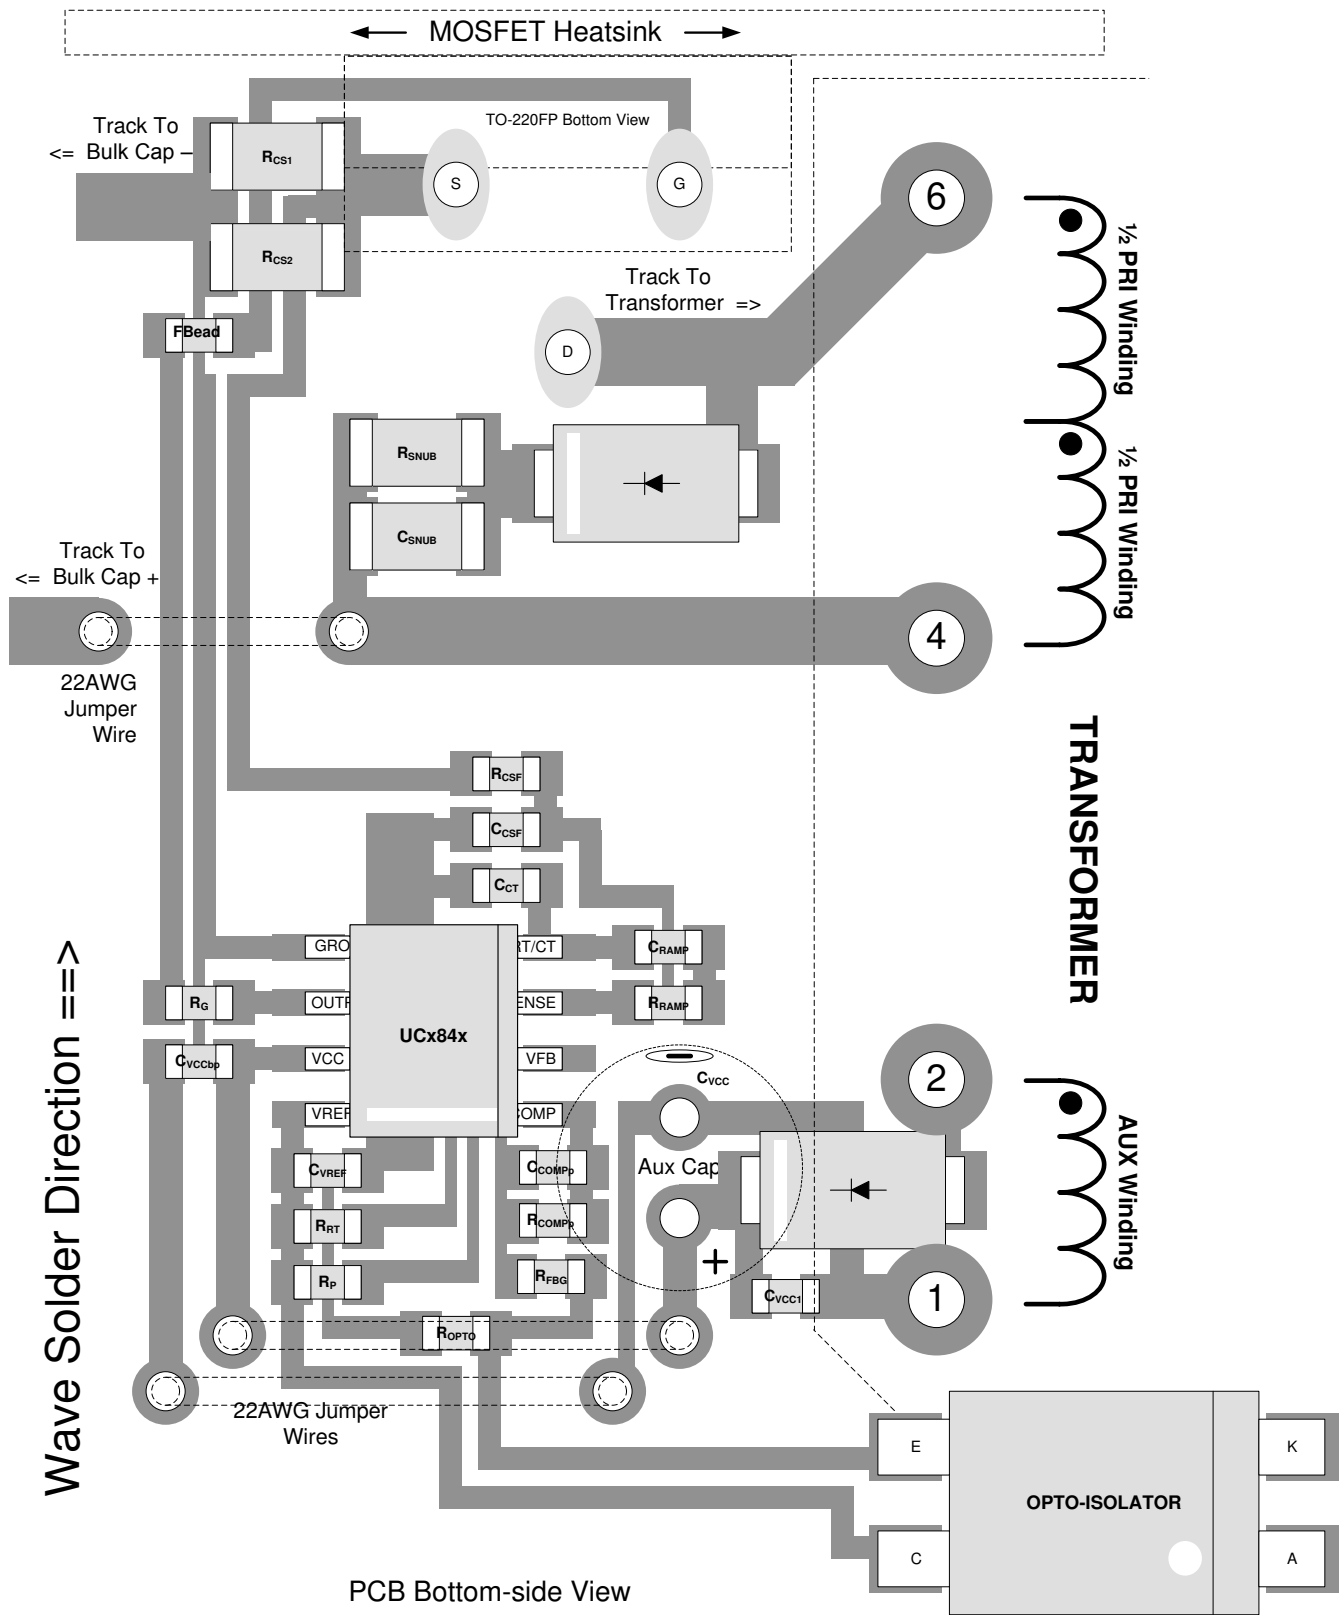 MOSFET Heatsink
TO-220FP Bottom View
Track To
<= Bulk Cap –
RCS1
S
G
6
RCS2
½ PRI Winding
Track To
Transformer =>
FBead
D
RSNUB
½ PRI Winding
CSNUB
Track To
<= Bulk Cap +
4
22AWG
Jumper
Wire
TRANSFORMER
RCSF
CCSF
CCT
GRO
RT/CT
CRAMP
RG
OUTP
ENSE
RRAMP
UCx84x
CVCCbp
VCC
VFB
CVCC
2
VREF
COMP
AUX Winding
CVREF
CCOMPp
Aux Cap
RRT
RCOMPp
+
RP
RFBG
CVCC1
1
ROPTO
22AWG Jumper
Wires
Wave Solder Direction ==>
E
K
OPTO-ISOLATOR
C
A
PCB Bottom-side View